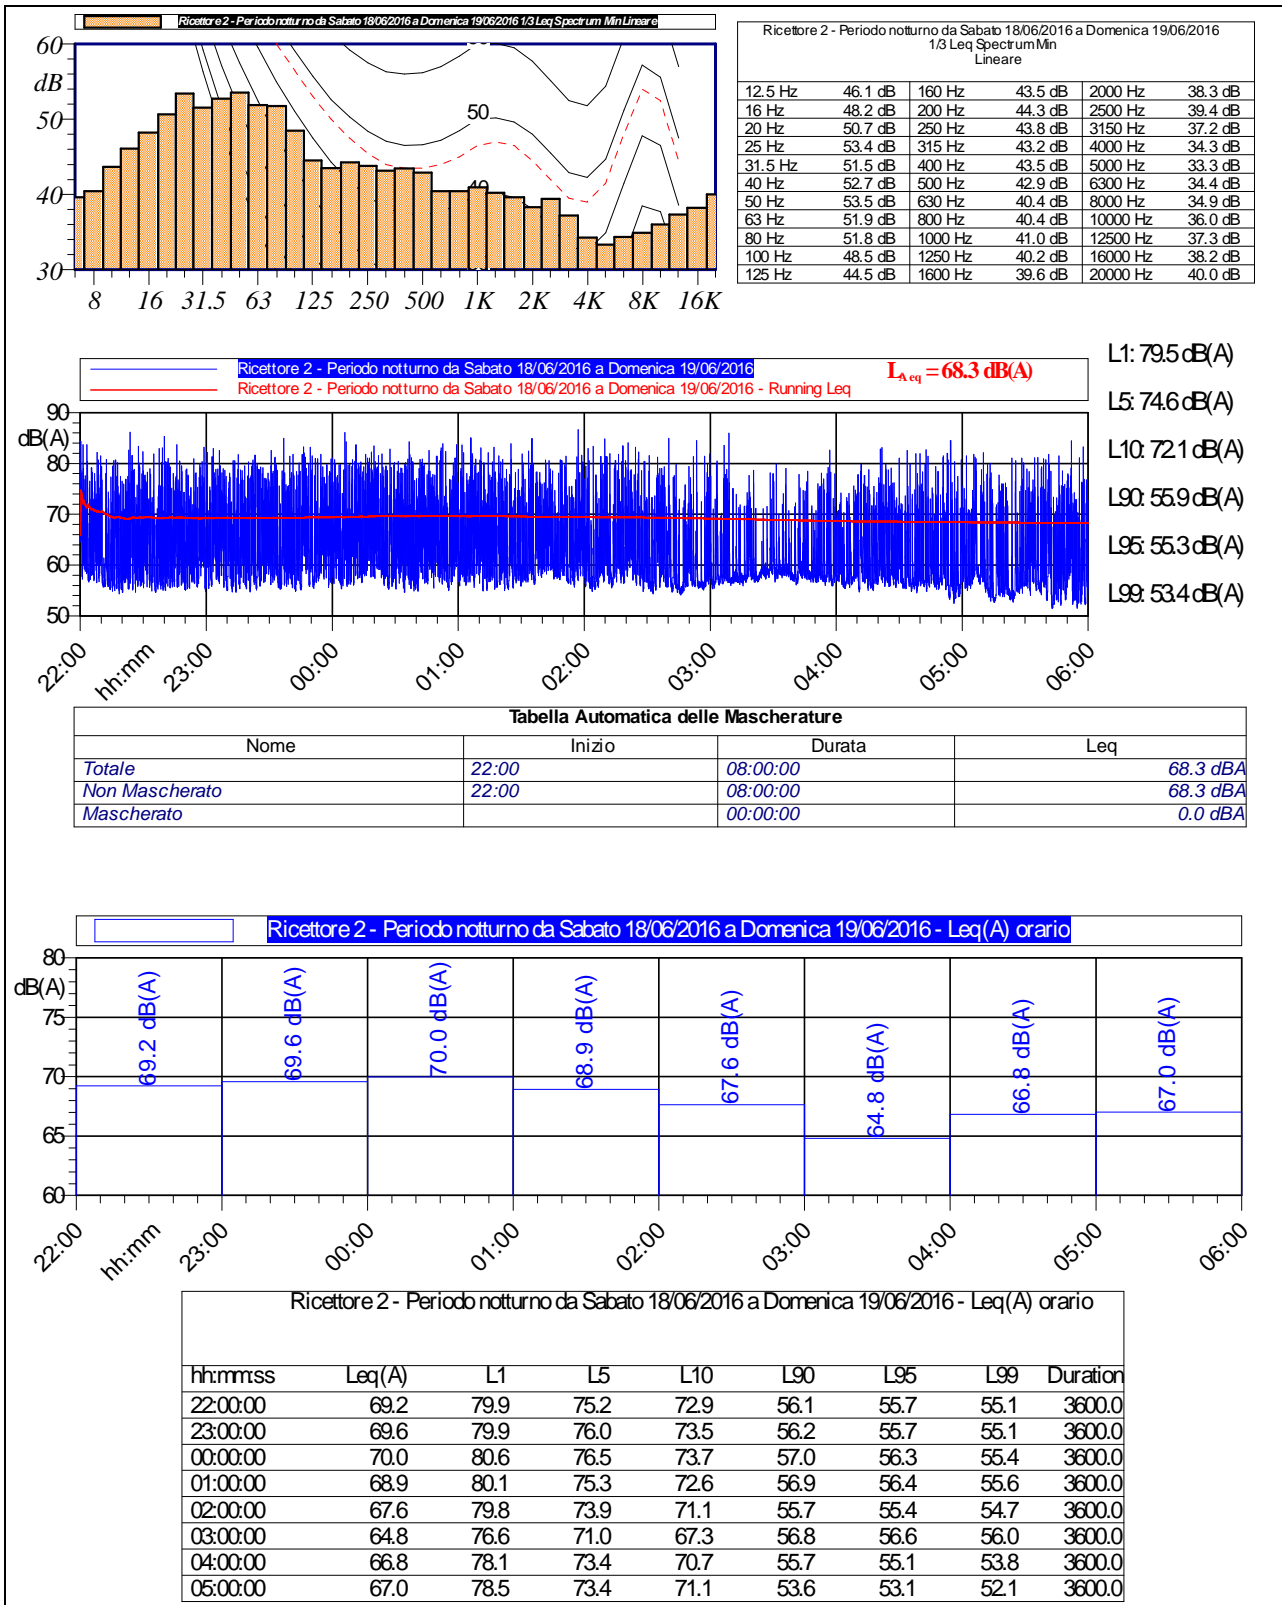 Ricettore 2 - Periodo notturno da Sabato 18/06/2016 a Domenica 19/06/2016 1/3 Leq Spectrum Min Lineare
60
dB
50
40
30
50
8 16 31.5 63 125 250 500 1K 2K 4K 8K 16K
Ricettore 2 - Periodo notturno da Sabato 18/06/2016 a Domenica 19/06/2016
1/3 Leq Spectrum Min
Lineare
12.5 Hz 46.1 dB 160 Hz 43.5 dB 2000 Hz 38.3 dB
16 Hz 48.2 dB 200 Hz 44.3 dB 2500 Hz 39.4 dB
20 Hz 50.7 dB 250 Hz 43.8 dB 3150 Hz 37.2 dB
25 Hz 53.4 dB 315 Hz 43.2 dB 4000 Hz 34.3 dB
31.5 Hz 51.5 dB 400 Hz 43.5 dB 5000 Hz 33.3 dB
40 Hz 52.7 dB 500 Hz 42.9 dB 6300 Hz 34.4 dB
50 Hz 53.5 dB 630 Hz 40.4 dB 8000 Hz 34.9 dB
63 Hz 51.9 dB 800 Hz 40.4 dB 10000 Hz 36.0 dB
80 Hz 51.8 dB 1000 Hz 41.0 dB 12500 Hz 37.3 dB
100 Hz 48.5 dB 1250 Hz 40.2 dB 16000 Hz 38.2 dB
125 Hz 44.5 dB 1600 Hz 39.6 dB 20000 Hz 40.0 dB
Ricettore 2 - Periodo notturno da Sabato 18/06/2016 a Domenica 19/06/2016
Ricettore 2 - Periodo notturno da Sabato 18/06/2016 a Domenica 19/06/2016 - Running Leq
LAeq = 68.3 dB(A)
90
dB(A)
80
70
60
50
22:00 hh:mm 23:00 00:00 01:00 02:00 03:00 04:00 05:00 06:00
L1: 79.5 dB(A)
L5: 74.6 dB(A)
L10: 72.1 dB(A)
L90: 55.9 dB(A)
L95: 55.3 dB(A)
L99: 53.4 dB(A)
Tabella Automatica delle Mascherature
Nome Inizio Durata Leq
Totale 22:00 08:00:00 68.3 dBA
Non Mascherato 22:00 08:00:00 68.3 dBA
Mascherato 00:00:00 0.0 dBA
Ricettore 2 - Periodo notturno da Sabato 18/06/2016 a Domenica 19/06/2016 - Leq(A) orario
80
dB(A)
75
70
65
60
69.2 dB(A)
69.6 dB(A)
70.0 dB(A)
68.9 dB(A)
67.6 dB(A)
64.8 dB(A)
66.8 dB(A)
67.0 dB(A)
22:00 hh:mm 23:00 00:00 01:00 02:00 03:00 04:00 05:00 06:00
Ricettore 2 - Periodo notturno da Sabato 18/06/2016 a Domenica 19/06/2016 - Leq(A) orario
hh:mm:ss Leq(A) L1 L5 L10 L90 L95 L99 Duration
22:00:00 69.2 79.9 75.2 72.9 56.1 55.7 55.1 3600.0
23:00:00 69.6 79.9 76.0 73.5 56.2 55.7 55.1 3600.0
00:00:00 70.0 80.6 76.5 73.7 57.0 56.3 55.4 3600.0
01:00:00 68.9 80.1 75.3 72.6 56.9 56.4 55.6 3600.0
02:00:00 67.6 79.8 73.9 71.1 55.7 55.4 54.7 3600.0
03:00:00 64.8 76.6 71.0 67.3 56.8 56.6 56.0 3600.0
04:00:00 66.8 78.1 73.4 70.7 55.7 55.1 53.8 3600.0
05:00:00 67.0 78.5 73.4 71.1 53.6 53.1 52.1 3600.0